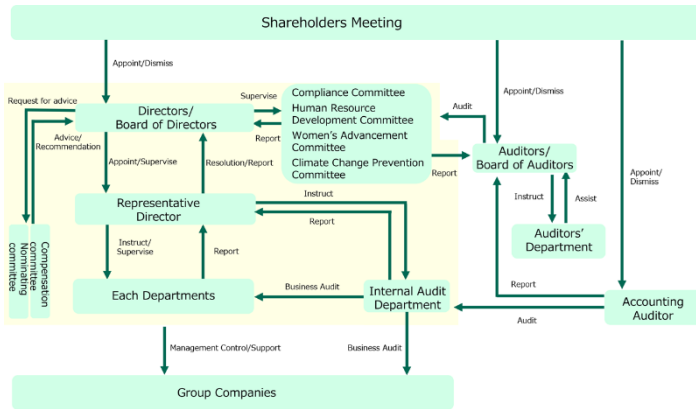 Shareholders Meeting
Appoint/Dismiss
Appoint/Dismiss
Appoint/
Dismiss
Request for advice
Advice/
Recommendation
Directors/
Board of Directors
Supervise
Report
Compliance Committee
Human Resource
Development Committee
Women's Advancement
Committee
Climate Change Prevention
Committee
Audit
Report
Auditors/
Board of Auditors
Appoint/Supervise
Resolution/Report
Instruct
Assist
Auditors'
Department
Representative
Director
Instruct
Report
Nominating
committee
Compensation
committee
Instruct/
Supervise
Report
Each Departments
Business Audit
Internal Audit
Department
Report
Audit
Accounting
Auditor
Management Control/Support
Business Audit
Group Companies